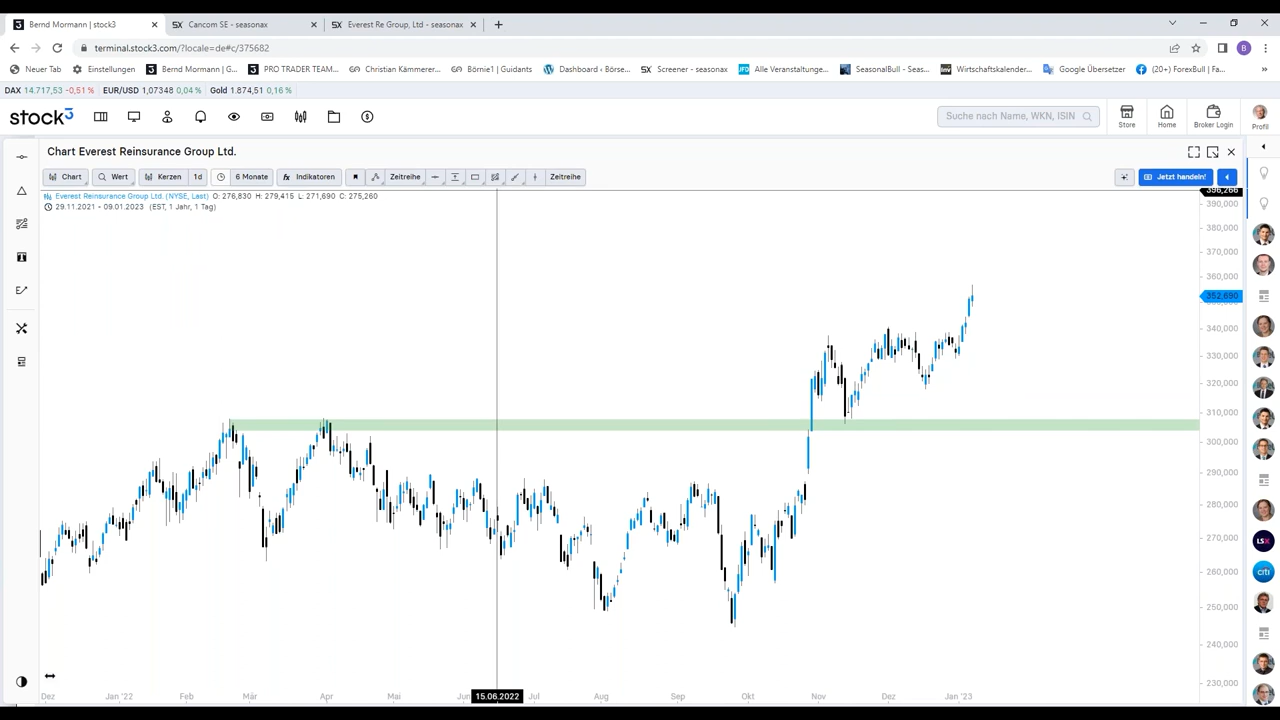 Bernd Mormann | stock3
Cancom SE - seasonax
Everest Re Group, Ltd - seasonax
terminal.stock3.com/?locale=de#c/375682
B
Neuer Tab
Einstellungen
Bernd Mormann | G...
PRO TRADER TEAM...
Christian Kämmerer...
Börnie1 | Guidants
Dashboard ‹ Börse...
Screener - seasonax
Alle Veranstaltunge...
SeasonalBull - Seas...
Wirtschaftskalender...
Google Übersetzer
(20+) ForexBull | Fa...
»
DAX 14.717,53 -0,51 % EUR/USD 1,07348 0,04 % Gold 1.874,51 0,16 %
stock3
Suche nach Name, WKN, ISIN
Store
Home
Broker Login
Profil
Chart Everest Reinsurance Group Ltd.
Chart
Wert
Kerzen
1d
6 Monate
fx Indikatoren
Zeitreihe
Zeitreihe
Jetzt handeln!
Everest Reinsurance Group Ltd. (NYSE, Last) O: 276,830 H: 279,415 L: 271,690 C: 275,260
29.11.2021 - 09.01.2023 (EST, 1 Jahr, 1 Tag)
396,266
390,000
380,000
370,000
360,000
352,690
340,000
330,000
320,000
310,000
300,000
290,000
280,000
270,000
260,000
250,000
240,000
230,000
LSX
citi
Dez Jan '22 Feb Mär Apr Mai Jun 15.06.2022 Jul Aug Sep Okt Nov Dez Jan '23